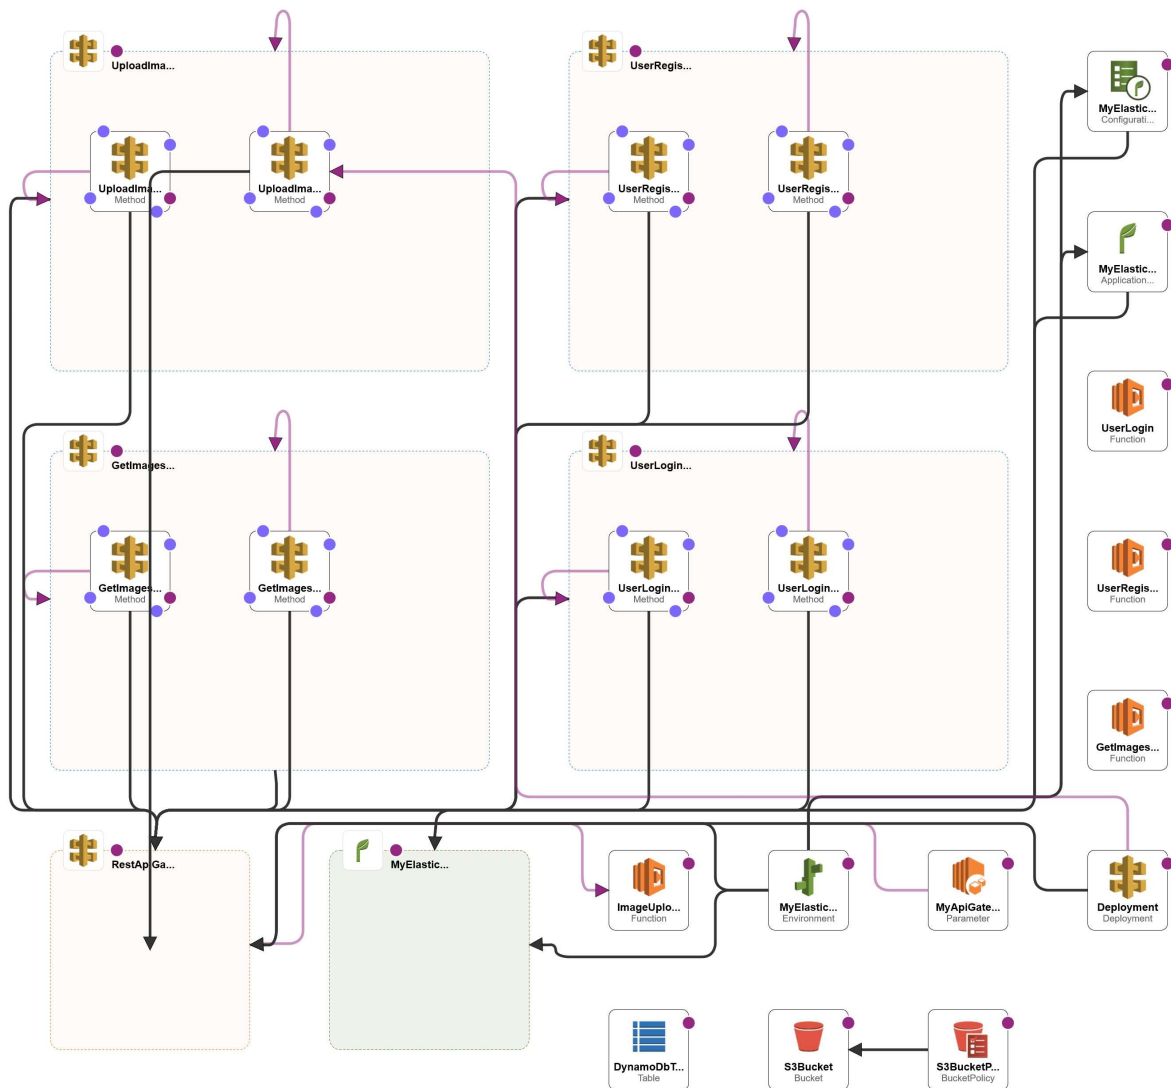 UploadIma...
UserRegis...
MyElastic...
Configurati...
UploadIma...
Method
UploadIma...
Method
UserRegis...
Method
UserRegis...
Method
MyElastic...
Application...
UserLogin
Function
GetImages...
UserLogin...
GetImages...
Method
GetImages...
Method
UserLogin...
Method
UserLogin...
Method
UserRegis...
Function
GetImages...
Function
RestApiGa...
MyElastic...
ImageUplo...
Function
MyElastic...
Environment
MyApiGate...
Parameter
Deployment
Deployment
DynamoDbT...
Table
S3Bucket
Bucket
S3BucketP...
BucketPolicy